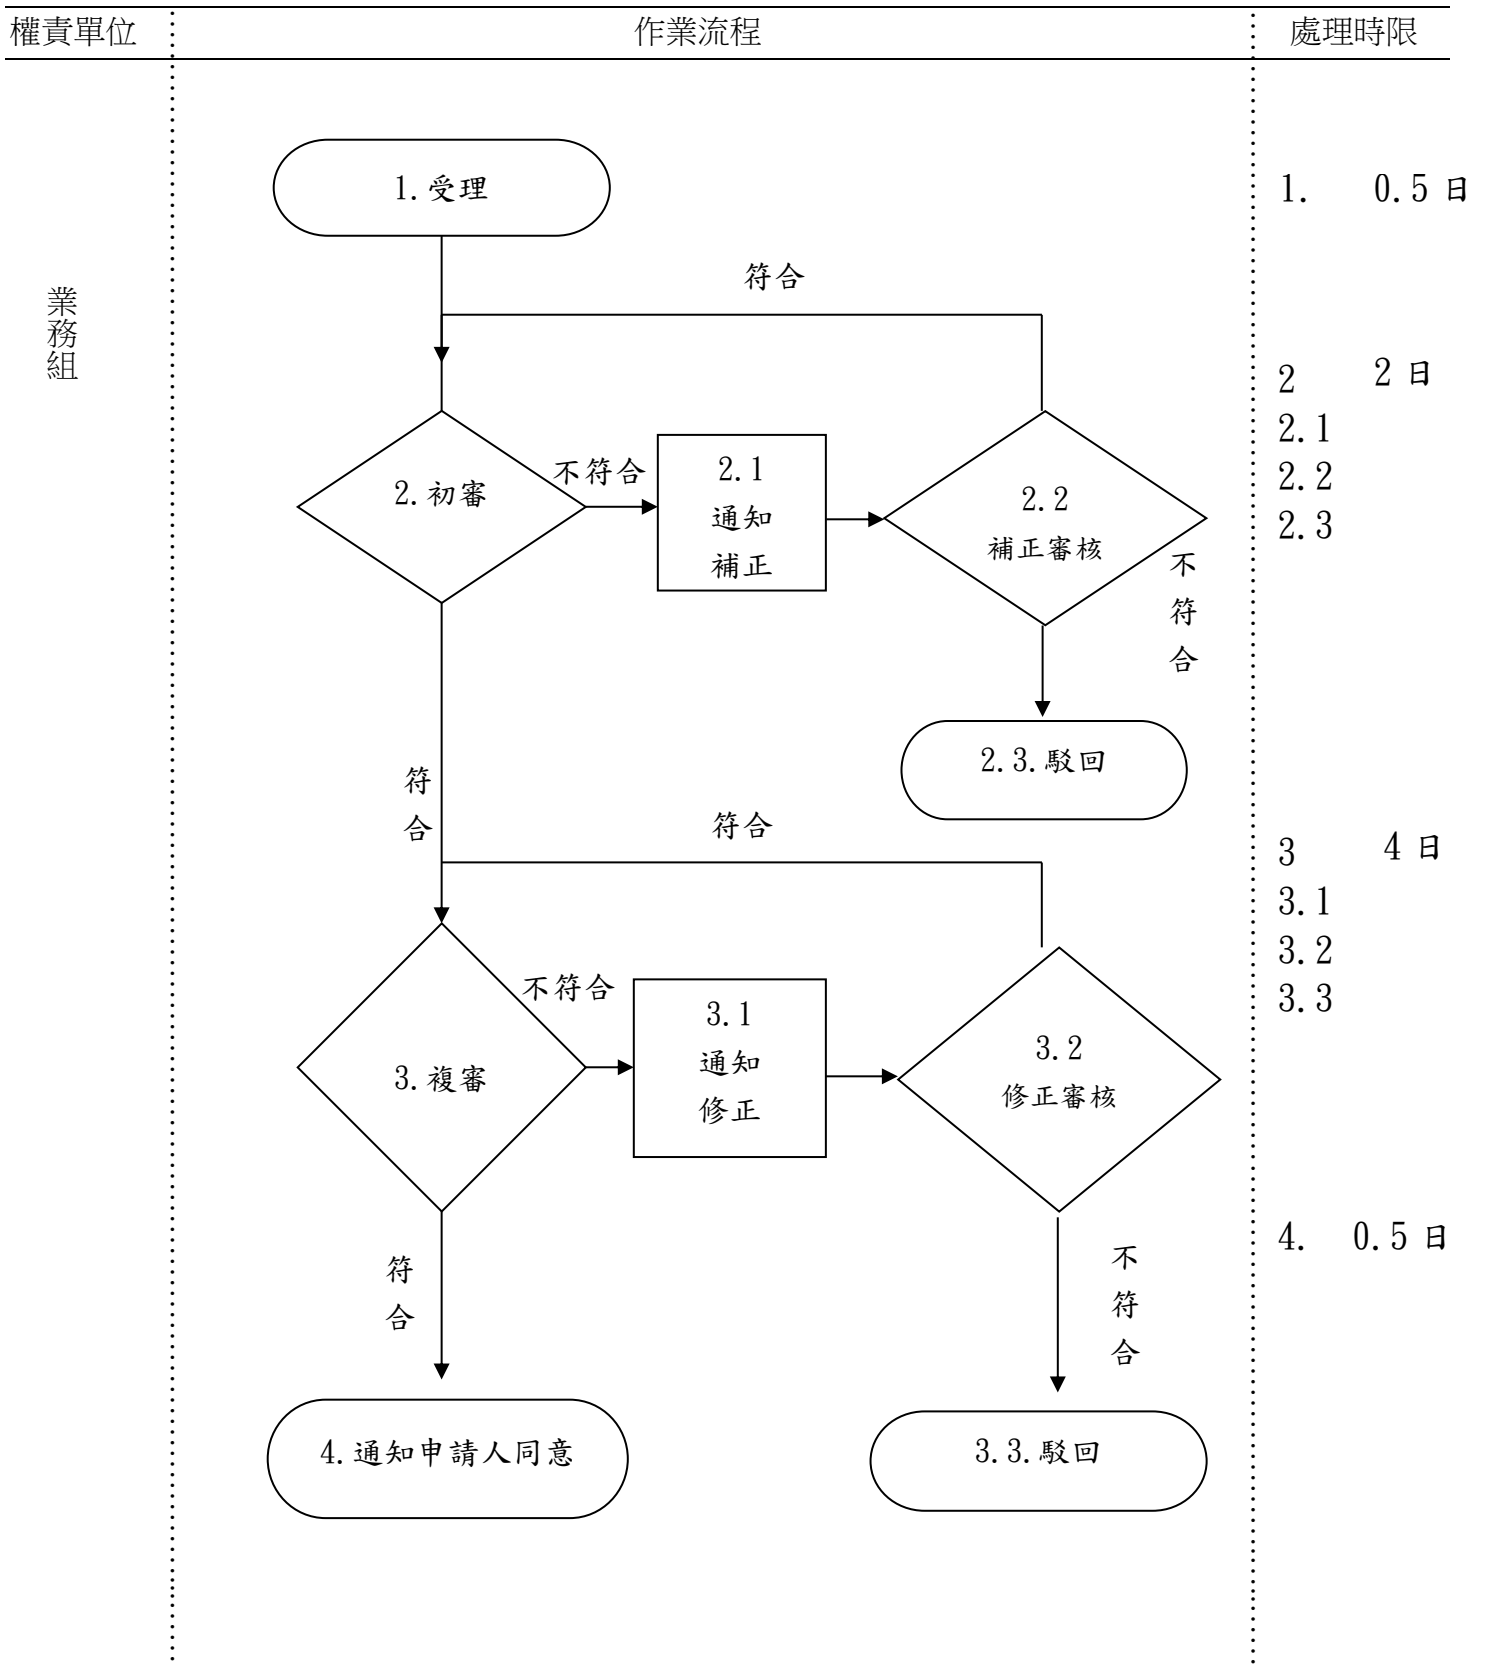 權責單位
作業流程
處理時限
業務組
1.受理
1. 0.5日
符合
2 2日
2.1
2.2
2.3
2.初審
不符合
2.1
通知
補正
2.2
補正審核
不符合
2.3.駁回
符合
符合
3 4日
3.1
3.2
3.3
3.複審
不符合
3.1
通知
修正
3.2
修正審核
4. 0.5日
符合
不符合
4.通知申請人同意
3.3.駁回